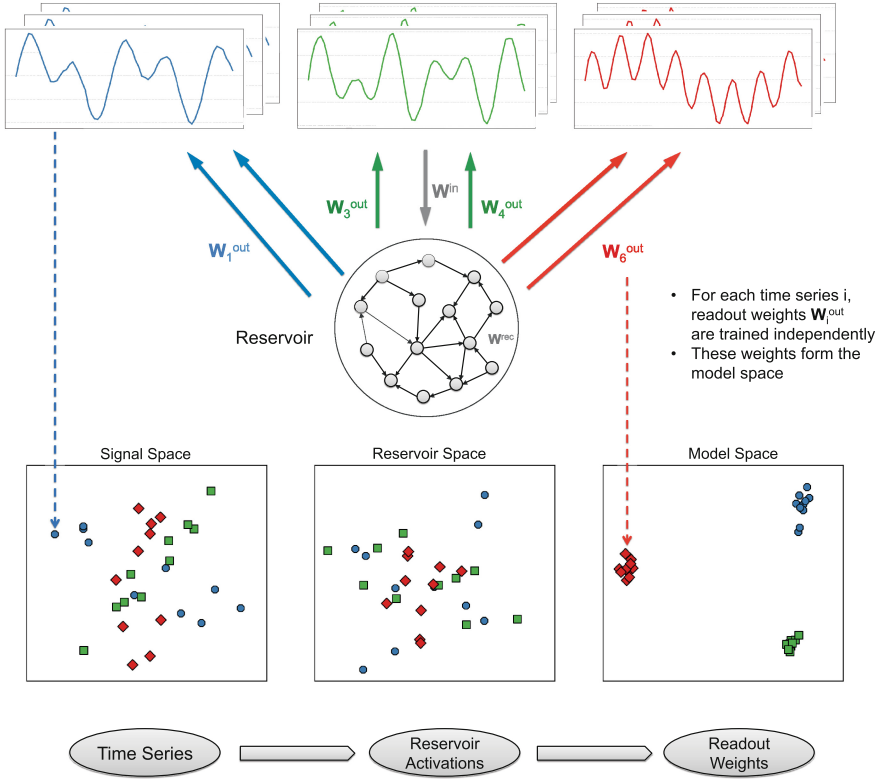 W₃ᵒᵘᵗ
Wⁱⁿ
W₄ᵒᵘᵗ
W₁ᵒᵘᵗ
W₆ᵒᵘᵗ
Reservoir
Wʳᵉᶜ
• For each time series i,
readout weights Wᵢᵒᵘᵗ
are trained independently
• These weights form the
model space
Signal Space
Reservoir Space
Model Space
Time Series
Reservoir
Activations
Readout
Weights